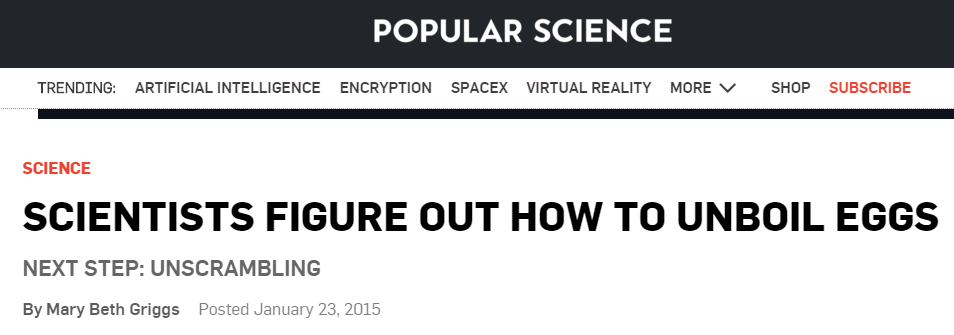 POPULAR SCIENCE
TRENDING: ARTIFICIAL INTELLIGENCE ENCRYPTION SPACEX VIRTUAL REALITY MORE SHOP SUBSCRIBE
SCIENCE
SCIENTISTS FIGURE OUT HOW TO UNBOIL EGGS
NEXT STEP: UNSCRAMBLING
By Mary Beth Griggs Posted January 23, 2015